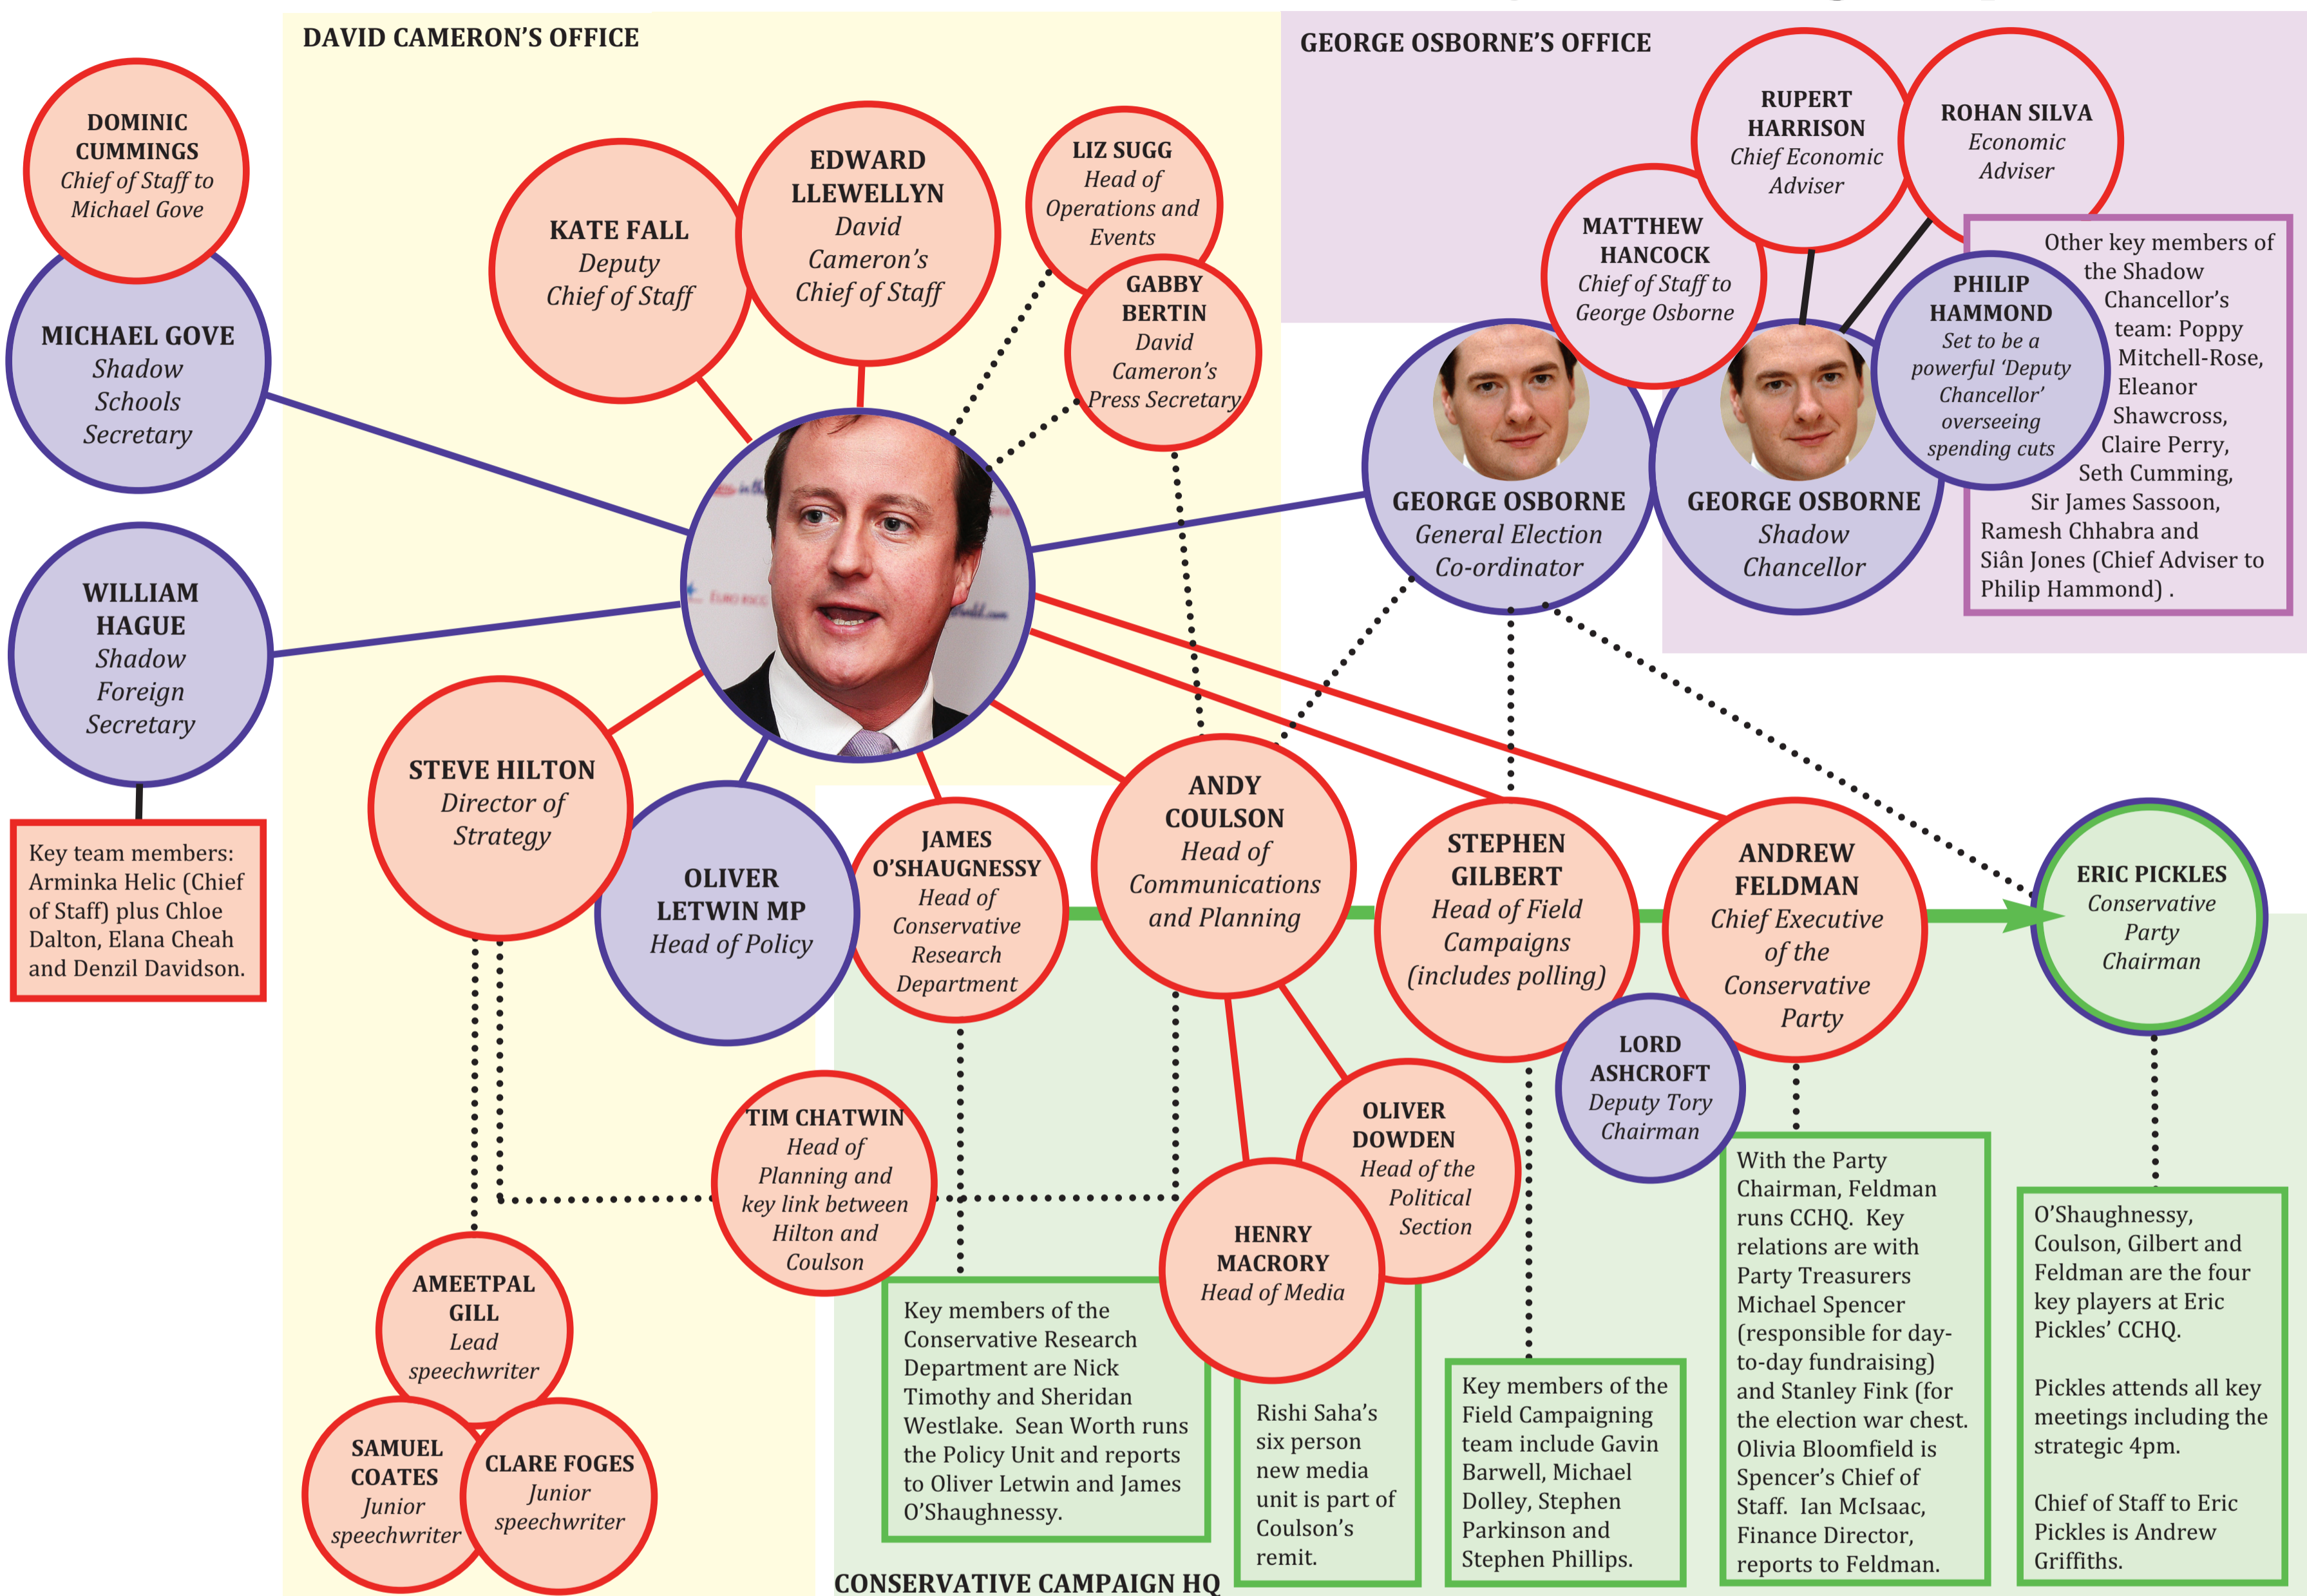 DAVID CAMERON'S OFFICE
GEORGE OSBORNE'S OFFICE
DOMINIC
CUMMINGS
Chief of Staff to
Michael Gove
MICHAEL GOVE
Shadow
Schools
Secretary
WILLIAM
HAGUE
Shadow
Foreign
Secretary
Key team members:
Arminka Helic (Chief
of Staff) plus Chloe
Dalton, Elana Cheah
and Denzil Davidson.
KATE FALL
Deputy
Chief of Staff
EDWARD
LLEWELLYN
David
Cameron's
Chief of Staff
LIZ SUGG
Head of
Operations and
Events
GABBY
BERTIN
David
Cameron's
Press Secretary
MATTHEW
HANCOCK
Chief of Staff to
George Osborne
RUPERT
HARRISON
Chief Economic
Adviser
ROHAN SILVA
Economic
Adviser
PHILIP
HAMMOND
Set to be a
powerful ‘Deputy
Chancellor’
overseeing
spending cuts
Other key members of
the Shadow
Chancellor's
team: Poppy
Mitchell-Rose,
Eleanor
Shawcross,
Claire Perry,
Seth Cumming,
Sir James Sassoon,
Ramesh Chhabra and
Siân Jones (Chief Adviser to
Philip Hammond) .
GEORGE OSBORNE
General Election
Co-ordinator
GEORGE OSBORNE
Shadow
Chancellor
EURO RSCG
STEVE HILTON
Director of
Strategy
OLIVER
LETWIN MP
Head of Policy
JAMES
O'SHAUGNESSY
Head of
Conservative
Research
Department
ANDY
COULSON
Head of
Communications
and Planning
STEPHEN
GILBERT
Head of Field
Campaigns
(includes polling)
ANDREW
FELDMAN
Chief Executive
of the
Conservative
Party
ERIC PICKLES
Conservative
Party
Chairman
LORD
ASHCROFT
Deputy Tory
Chairman
TIM CHATWIN
Head of
Planning and
key link between
Hilton and
Coulson
OLIVER
DOWDEN
Head of the
Political
Section
HENRY
MACRORY
Head of Media
AMEETPAL
GILL
Lead
speechwriter
SAMUEL
COATES
Junior
speechwriter
CLARE FOGES
Junior
speechwriter
Key members of the
Conservative Research
Department are Nick
Timothy and Sheridan
Westlake.  Sean Worth runs
the Policy Unit and reports
to Oliver Letwin and James
O'Shaughnessy.
Rishi Saha's
six person
new media
unit is part of
Coulson's
remit.
Key members of the
Field Campaigning
team include Gavin
Barwell, Michael
Dolley, Stephen
Parkinson and
Stephen Phillips.
With the Party
Chairman, Feldman
runs CCHQ.  Key
relations are with
Party Treasurers
Michael Spencer
(responsible for day-
to-day fundraising)
and Stanley Fink (for
the election war chest.
Olivia Bloomfield is
Spencer's Chief of
Staff.  Ian McIsaac,
Finance Director,
reports to Feldman.
O'Shaughnessy,
Coulson, Gilbert and
Feldman are the four
key players at Eric
Pickles' CCHQ.
Pickles attends all key
meetings including the
strategic 4pm.
Chief of Staff to Eric
Pickles is Andrew
Griffiths.
CONSERVATIVE CAMPAIGN HQ